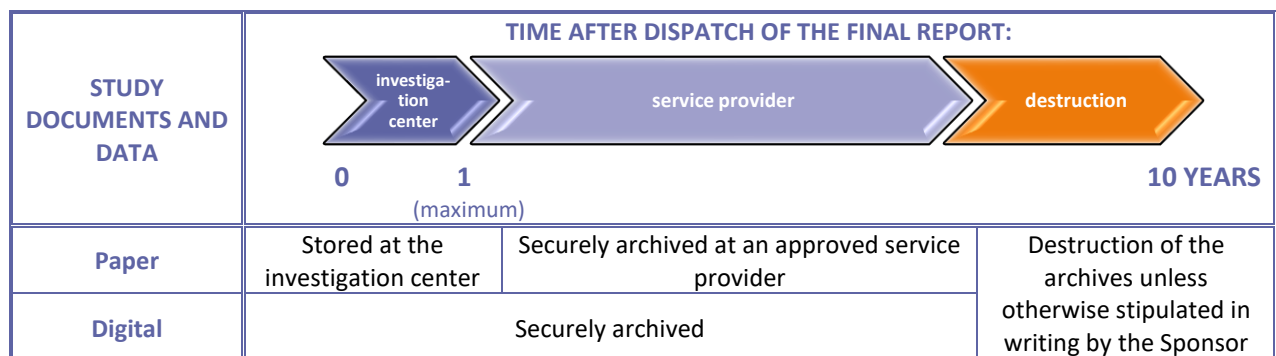 STUDY
DOCUMENTS AND
DATA
TIME AFTER DISPATCH OF THE FINAL REPORT:
investiga-
tion
center
service provider
destruction
0
1
(maximum)
10 YEARS
Paper
Stored at the
investigation center
Securely archived at an approved service
provider
Destruction of the
archives unless
otherwise stipulated in
writing by the Sponsor
Digital
Securely archived